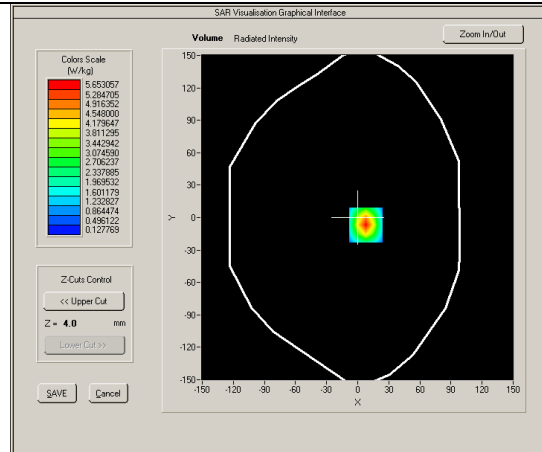 SAR Visualisation Graphical Interface
Volume Radiated Intensity
Zoom In/Out
Colors Scale
(W/kg)
5.653057
5.284705
4.916352
4.548000
4.179647
3.811295
3.442942
3.074590
2.706237
2.337885
1.969532
1.601179
1.232827
0.864474
0.496122
0.127769
Z-Cuts Control
<< Upper Cut
Z = 4.0 mm
Lower Cut >>
SAVE Cancel
150-
120-
90-
60-
30-
Y 0-
-30-
-60-
-90-
-120-
-150-
-150 -120 -90 -60 -30 0 30 60 90 120 150
X